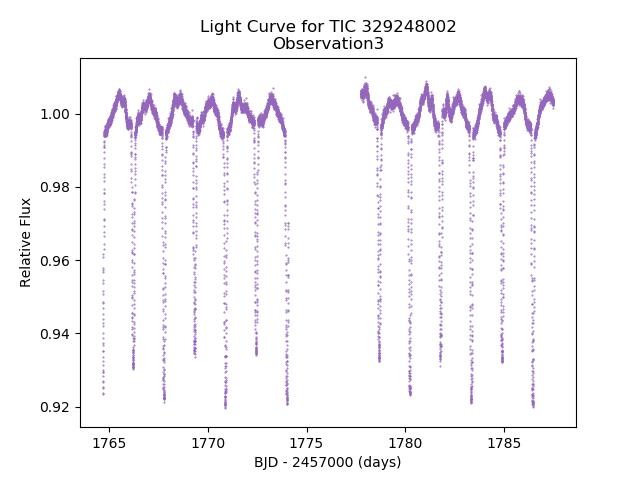 Light Curve for TIC 329248002
Observation3
1.00
0.98
0.96
0.94
0.92
Relative Flux
1765
1770
1775
1780
1785
BJD - 2457000 (days)